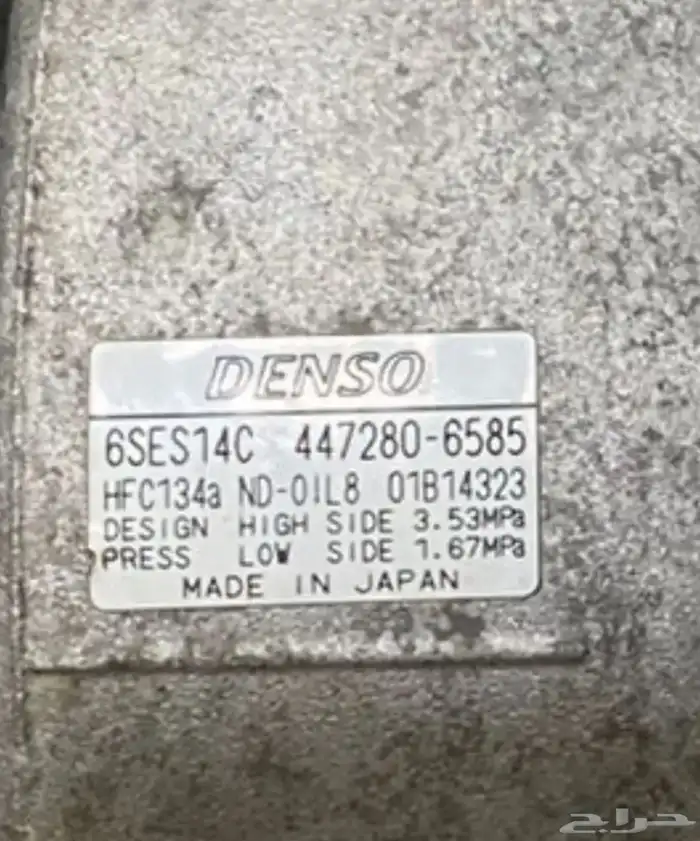 DENSO
6SES14C 447280-6585
HFC134a ND-OIL8 01B14323
DESIGN HIGH SIDE 3.53MPa
PRESS LOW SIDE 1.67MPa
MADE IN JAPAN
حراج